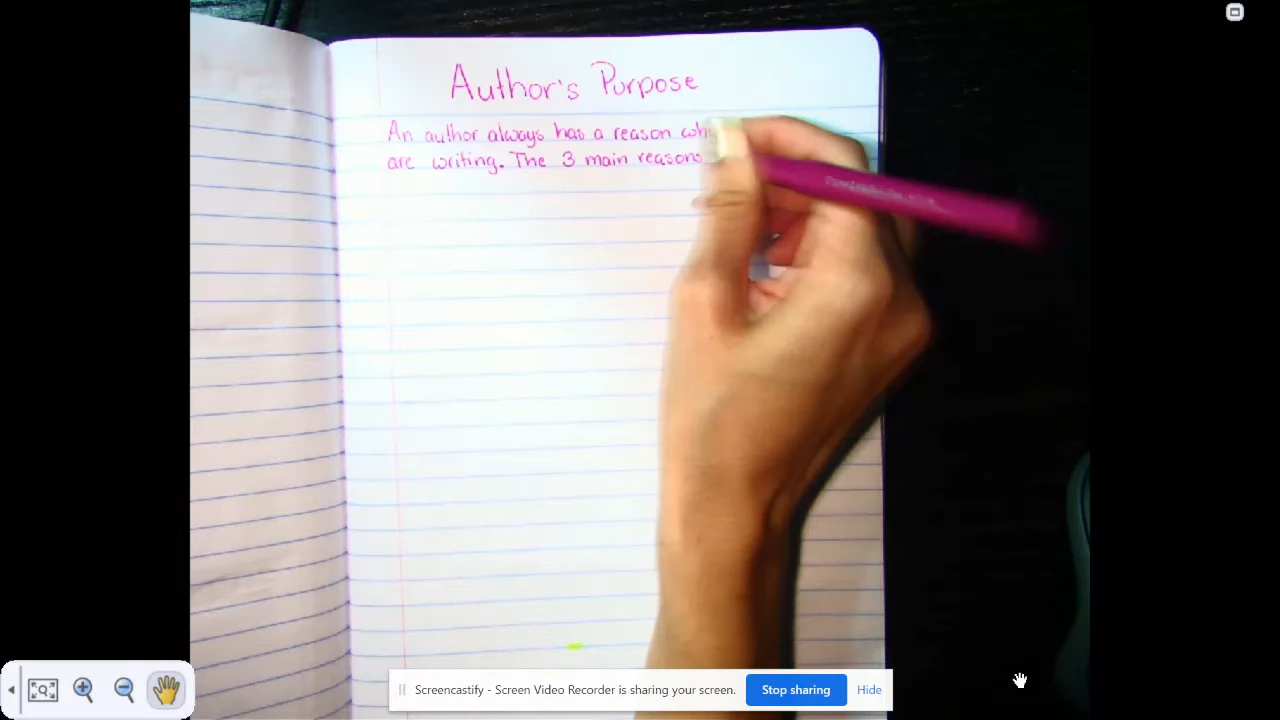 Author's Purpose
An author always has a reason
are writing. The 3 main reasons
Screencastify - Screen Video Recorder is sharing your screen.
Stop sharing
Hide